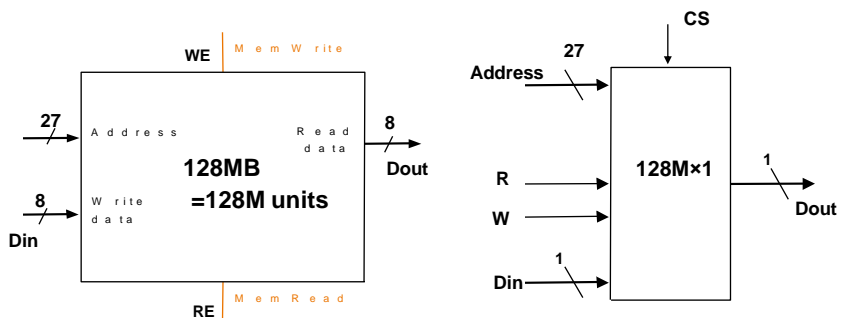 WE
MemWrite
27
Address
Read
data
8
Dout
128MB
=128M units
8
Write
data
Din
RE
MemRead
CS
27
Address
128M×1
R
W
1
Dout
1
Din